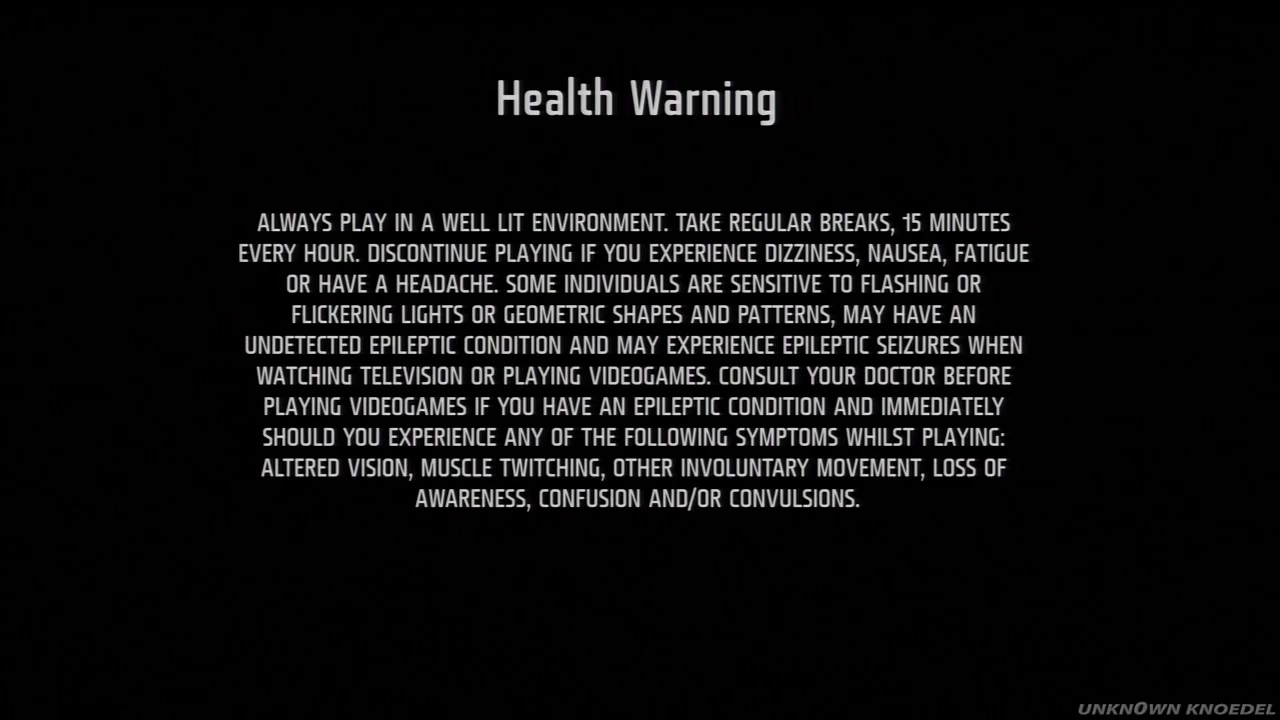 Health Warning
ALWAYS PLAY IN A WELL LIT ENVIRONMENT. TAKE REGULAR BREAKS, 15 MINUTES
EVERY HOUR. DISCONTINUE PLAYING IF YOU EXPERIENCE DIZZINESS, NAUSEA, FATIGUE
OR HAVE A HEADACHE. SOME INDIVIDUALS ARE SENSITIVE TO FLASHING OR
FLICKERING LIGHTS OR GEOMETRIC SHAPES AND PATTERNS, MAY HAVE AN
UNDETECTED EPILEPTIC CONDITION AND MAY EXPERIENCE EPILEPTIC SEIZURES WHEN
WATCHING TELEVISION OR PLAYING VIDEOGAMES. CONSULT YOUR DOCTOR BEFORE
PLAYING VIDEOGAMES IF YOU HAVE AN EPILEPTIC CONDITION AND IMMEDIATELY
SHOULD YOU EXPERIENCE ANY OF THE FOLLOWING SYMPTOMS WHILST PLAYING:
ALTERED VISION, MUSCLE TWITCHING, OTHER INVOLUNTARY MOVEMENT, LOSS OF
AWARENESS, CONFUSION AND/OR CONVULSIONS.
UNKN0WN KNOEDEL